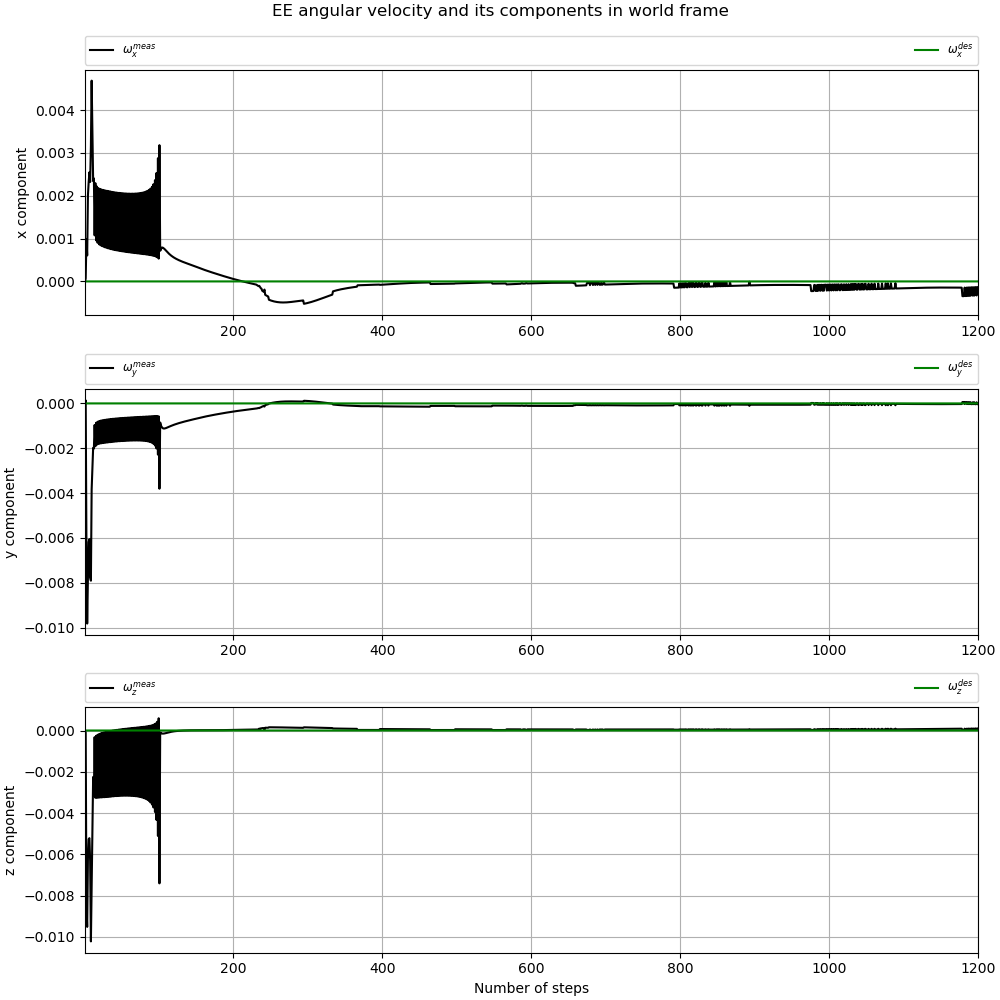 EE angular velocity and its components in world frame
ω_x^meas ω_x^des
0.004
0.003
0.002
0.001
0.000
x component
200 400 600 800 1000 1200
ω_y^meas ω_y^des
0.000
−0.002
−0.004
−0.006
−0.008
−0.010
y component
200 400 600 800 1000 1200
ω_z^meas ω_z^des
0.000
−0.002
−0.004
−0.006
−0.008
−0.010
z component
200 400 600 800 1000 1200
Number of steps